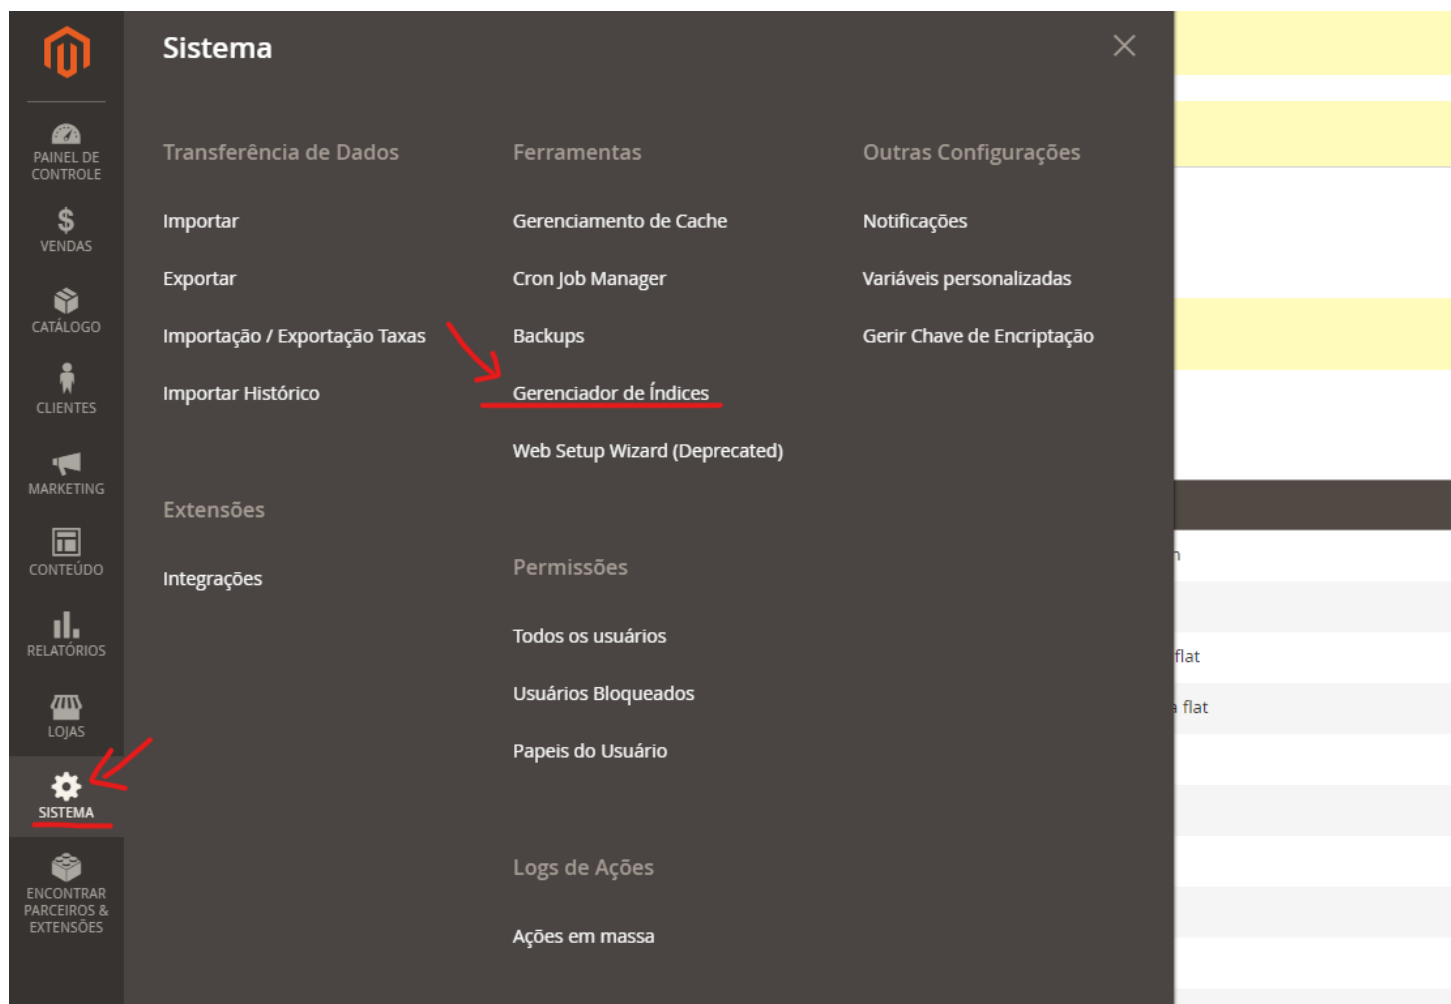 Sistema
PAINEL DE
CONTROLE
VENDAS
CATÁLOGO
CLIENTES
MARKETING
CONTEÚDO
RELATÓRIOS
LOJAS
SISTEMA
ENCONTRAR
PARCEIROS &
EXTENSÕES
Transferência de Dados
Importar
Exportar
Importação / Exportação Taxas
Importar Histórico
Extensões
Integrações
Ferramentas
Gerenciamento de Cache
Cron Job Manager
Backups
Gerenciador de Índices
Web Setup Wizard (Deprecated)
Permissões
Todos os usuários
Usuários Bloqueados
Papeis do Usuário
Logs de Ações
Ações em massa
Outras Configurações
Notificações
Variáveis personalizadas
Gerir Chave de Encriptação
flat
flat